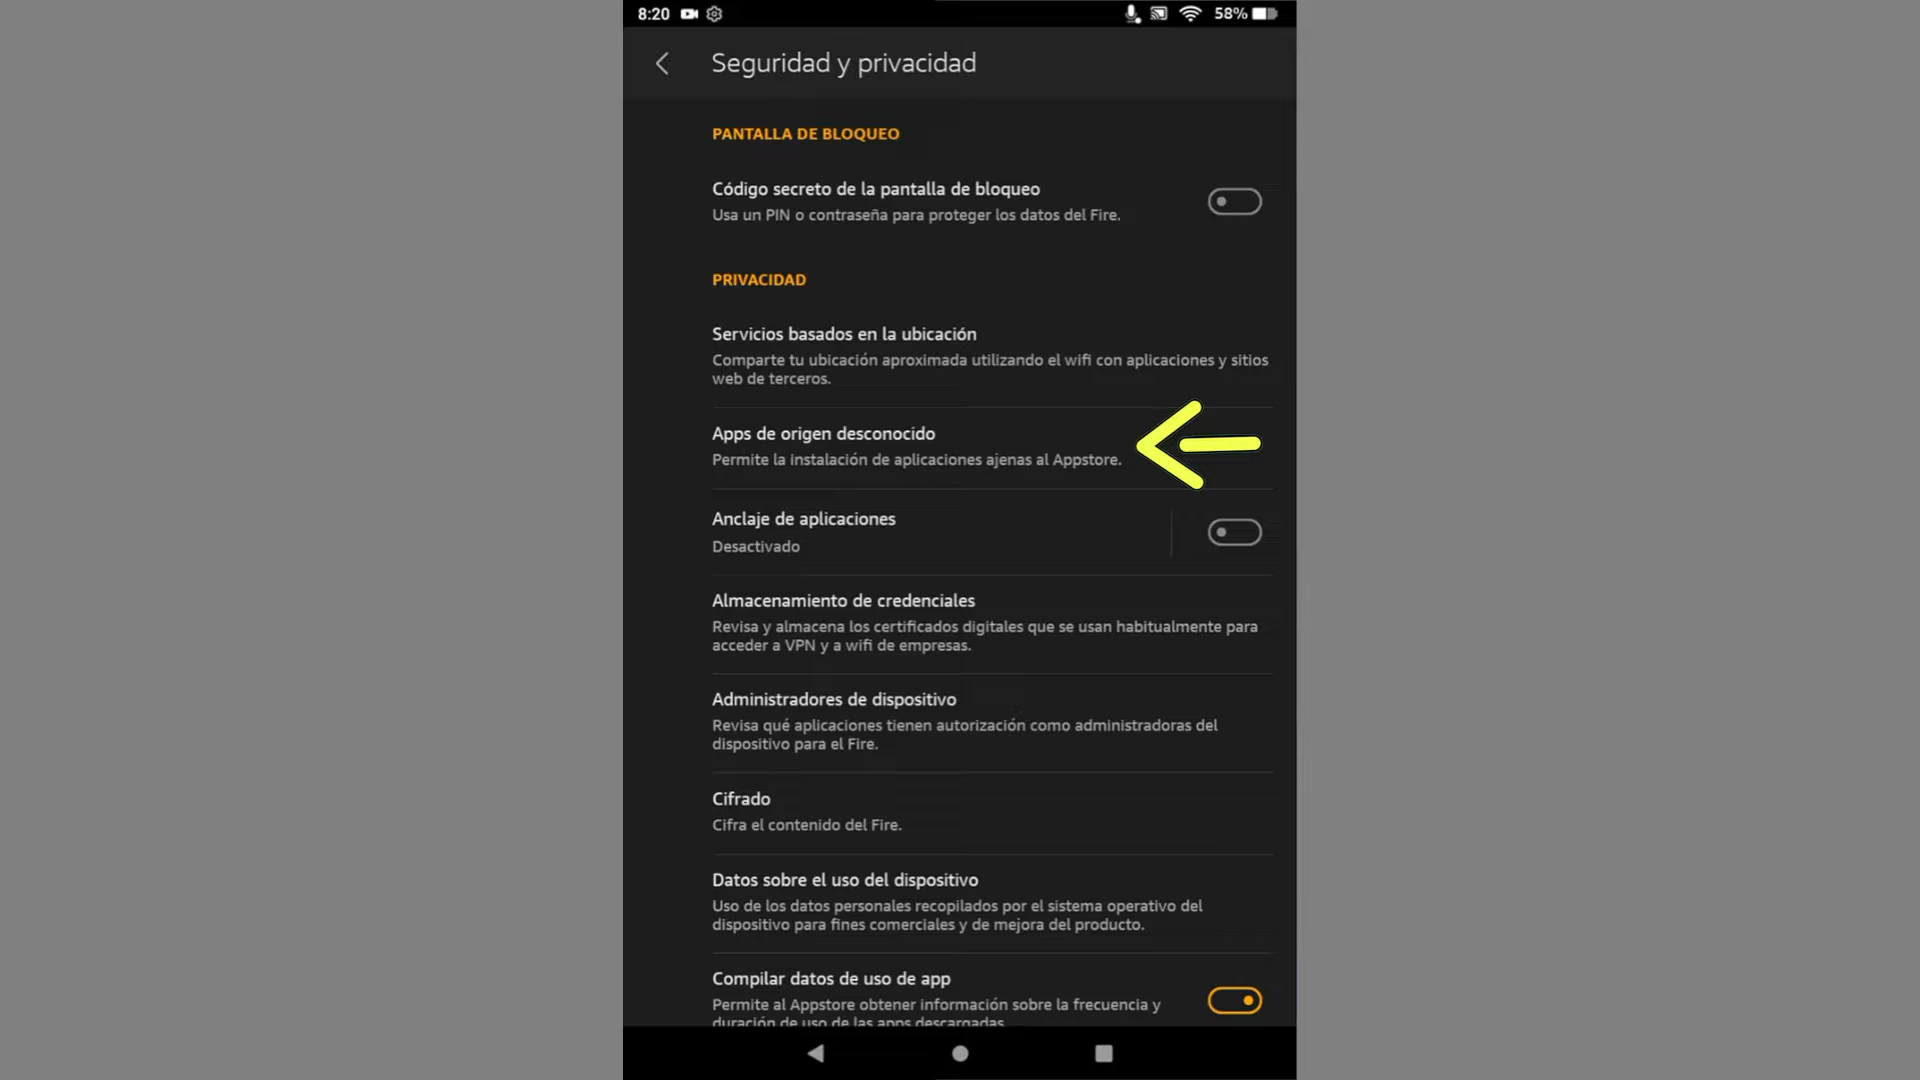 8:20
58%
Seguridad y privacidad
PANTALLA DE BLOQUEO
Código secreto de la pantalla de bloqueo
Usa un PIN o contraseña para proteger los datos del Fire.
PRIVACIDAD
Servicios basados en la ubicación
Comparte tu ubicación aproximada utilizando el wifi con aplicaciones y sitios
web de terceros.
Apps de origen desconocido
Permite la instalación de aplicaciones ajenas al Appstore.
Anclaje de aplicaciones
Desactivado
Almacenamiento de credenciales
Revisa y almacena los certificados digitales que se usan habitualmente para
acceder a VPN y a wifi de empresas.
Administradores de dispositivo
Revisa qué aplicaciones tienen autorización como administradoras del
dispositivo para el Fire.
Cifrado
Cifra el contenido del Fire.
Datos sobre el uso del dispositivo
Uso de los datos personales recopilados por el sistema operativo del
dispositivo para fines comerciales y de mejora del producto.
Compilar datos de uso de app
Permite al Appstore obtener información sobre la frecuencia y
duración de uso de las apps descargadas